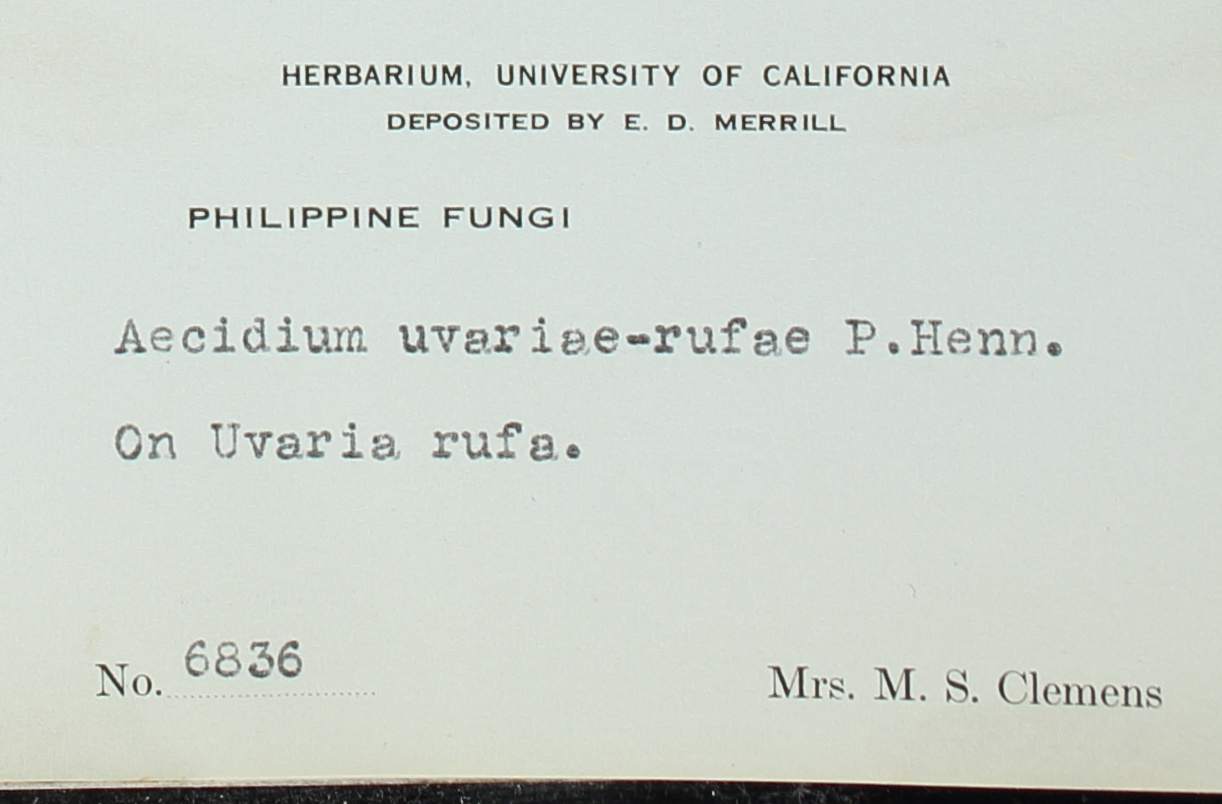 HERBARIUM, UNIVERSITY OF CALIFORNIA
DEPOSITED BY E. D. MERRILL
PHILIPPINE FUNGI
Aecidium uvariae-rufae P.Henn.
On Uvaria rufa.
No. 6836
Mrs. M. S. Clemens